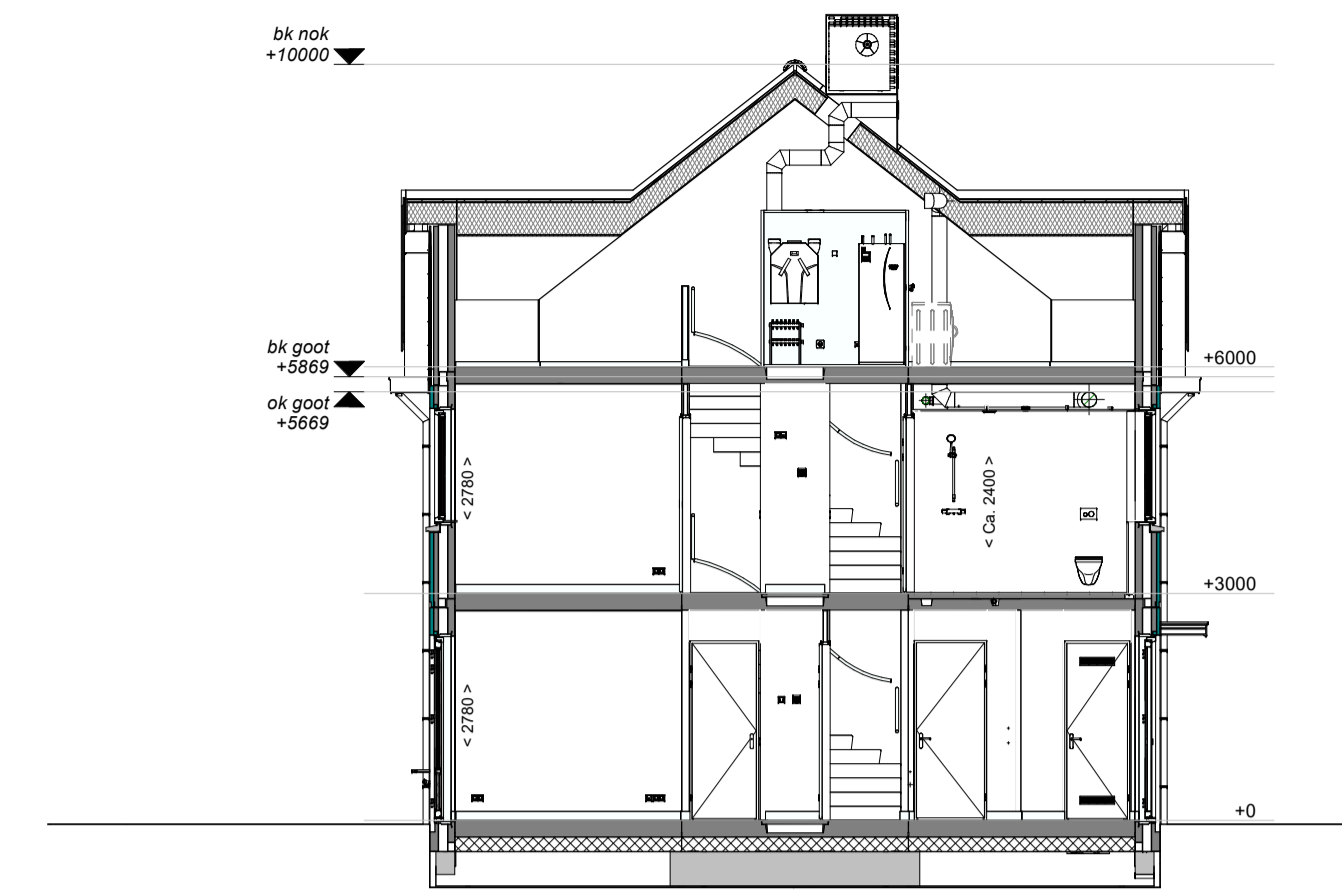 bk nok
+10000
bk goot
+5869
+6000
ok goot
+5669
< 2780 >
< Ca. 2400 >
+3000
< 2780 >
+0